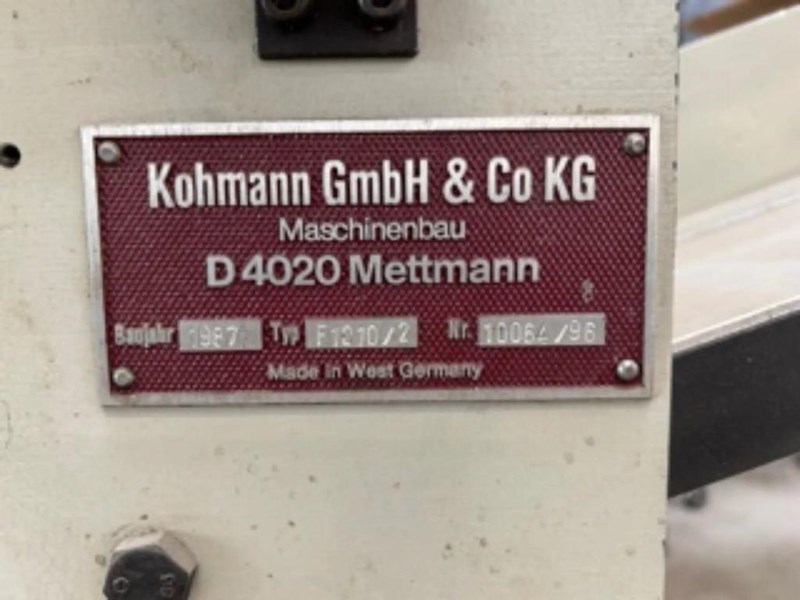 Kohmann GmbH & Co KG
Maschinenbau
D 4020 Mettmann
Baujahr 1987 Typ F1210/2 Nr. 10064/96
Made in West Germany